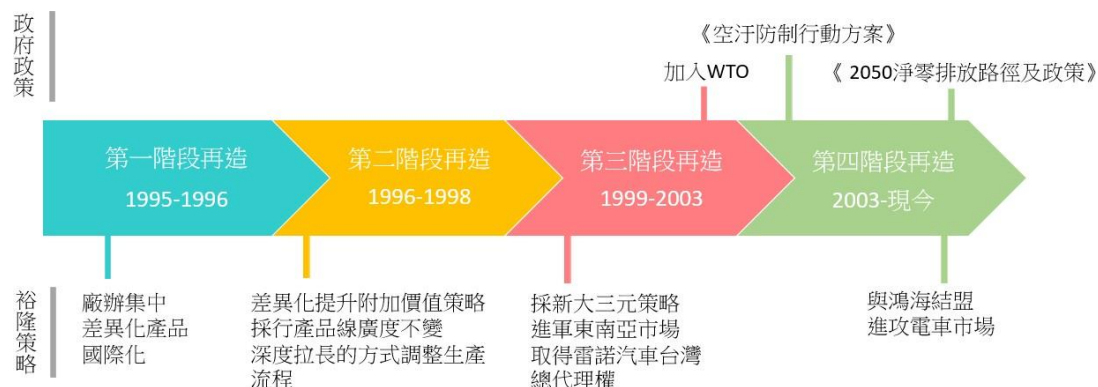 政府政策
《空汙防制行動方案》
加入WTO
《 2050淨零排放路徑及政策》
第一階段再造
1995-1996
第二階段再造
1996-1998
第三階段再造
1999-2003
第四階段再造
2003-現今
裕隆策略
廠辦集中
差異化產品
國際化
差異化提升附加價值策略
採行產品線廣度不變
深度拉長的方式調整生產
流程
採新大三元策略
進軍東南亞市場
取得雷諾汽車台灣
總代理權
與鴻海結盟
進攻電車市場